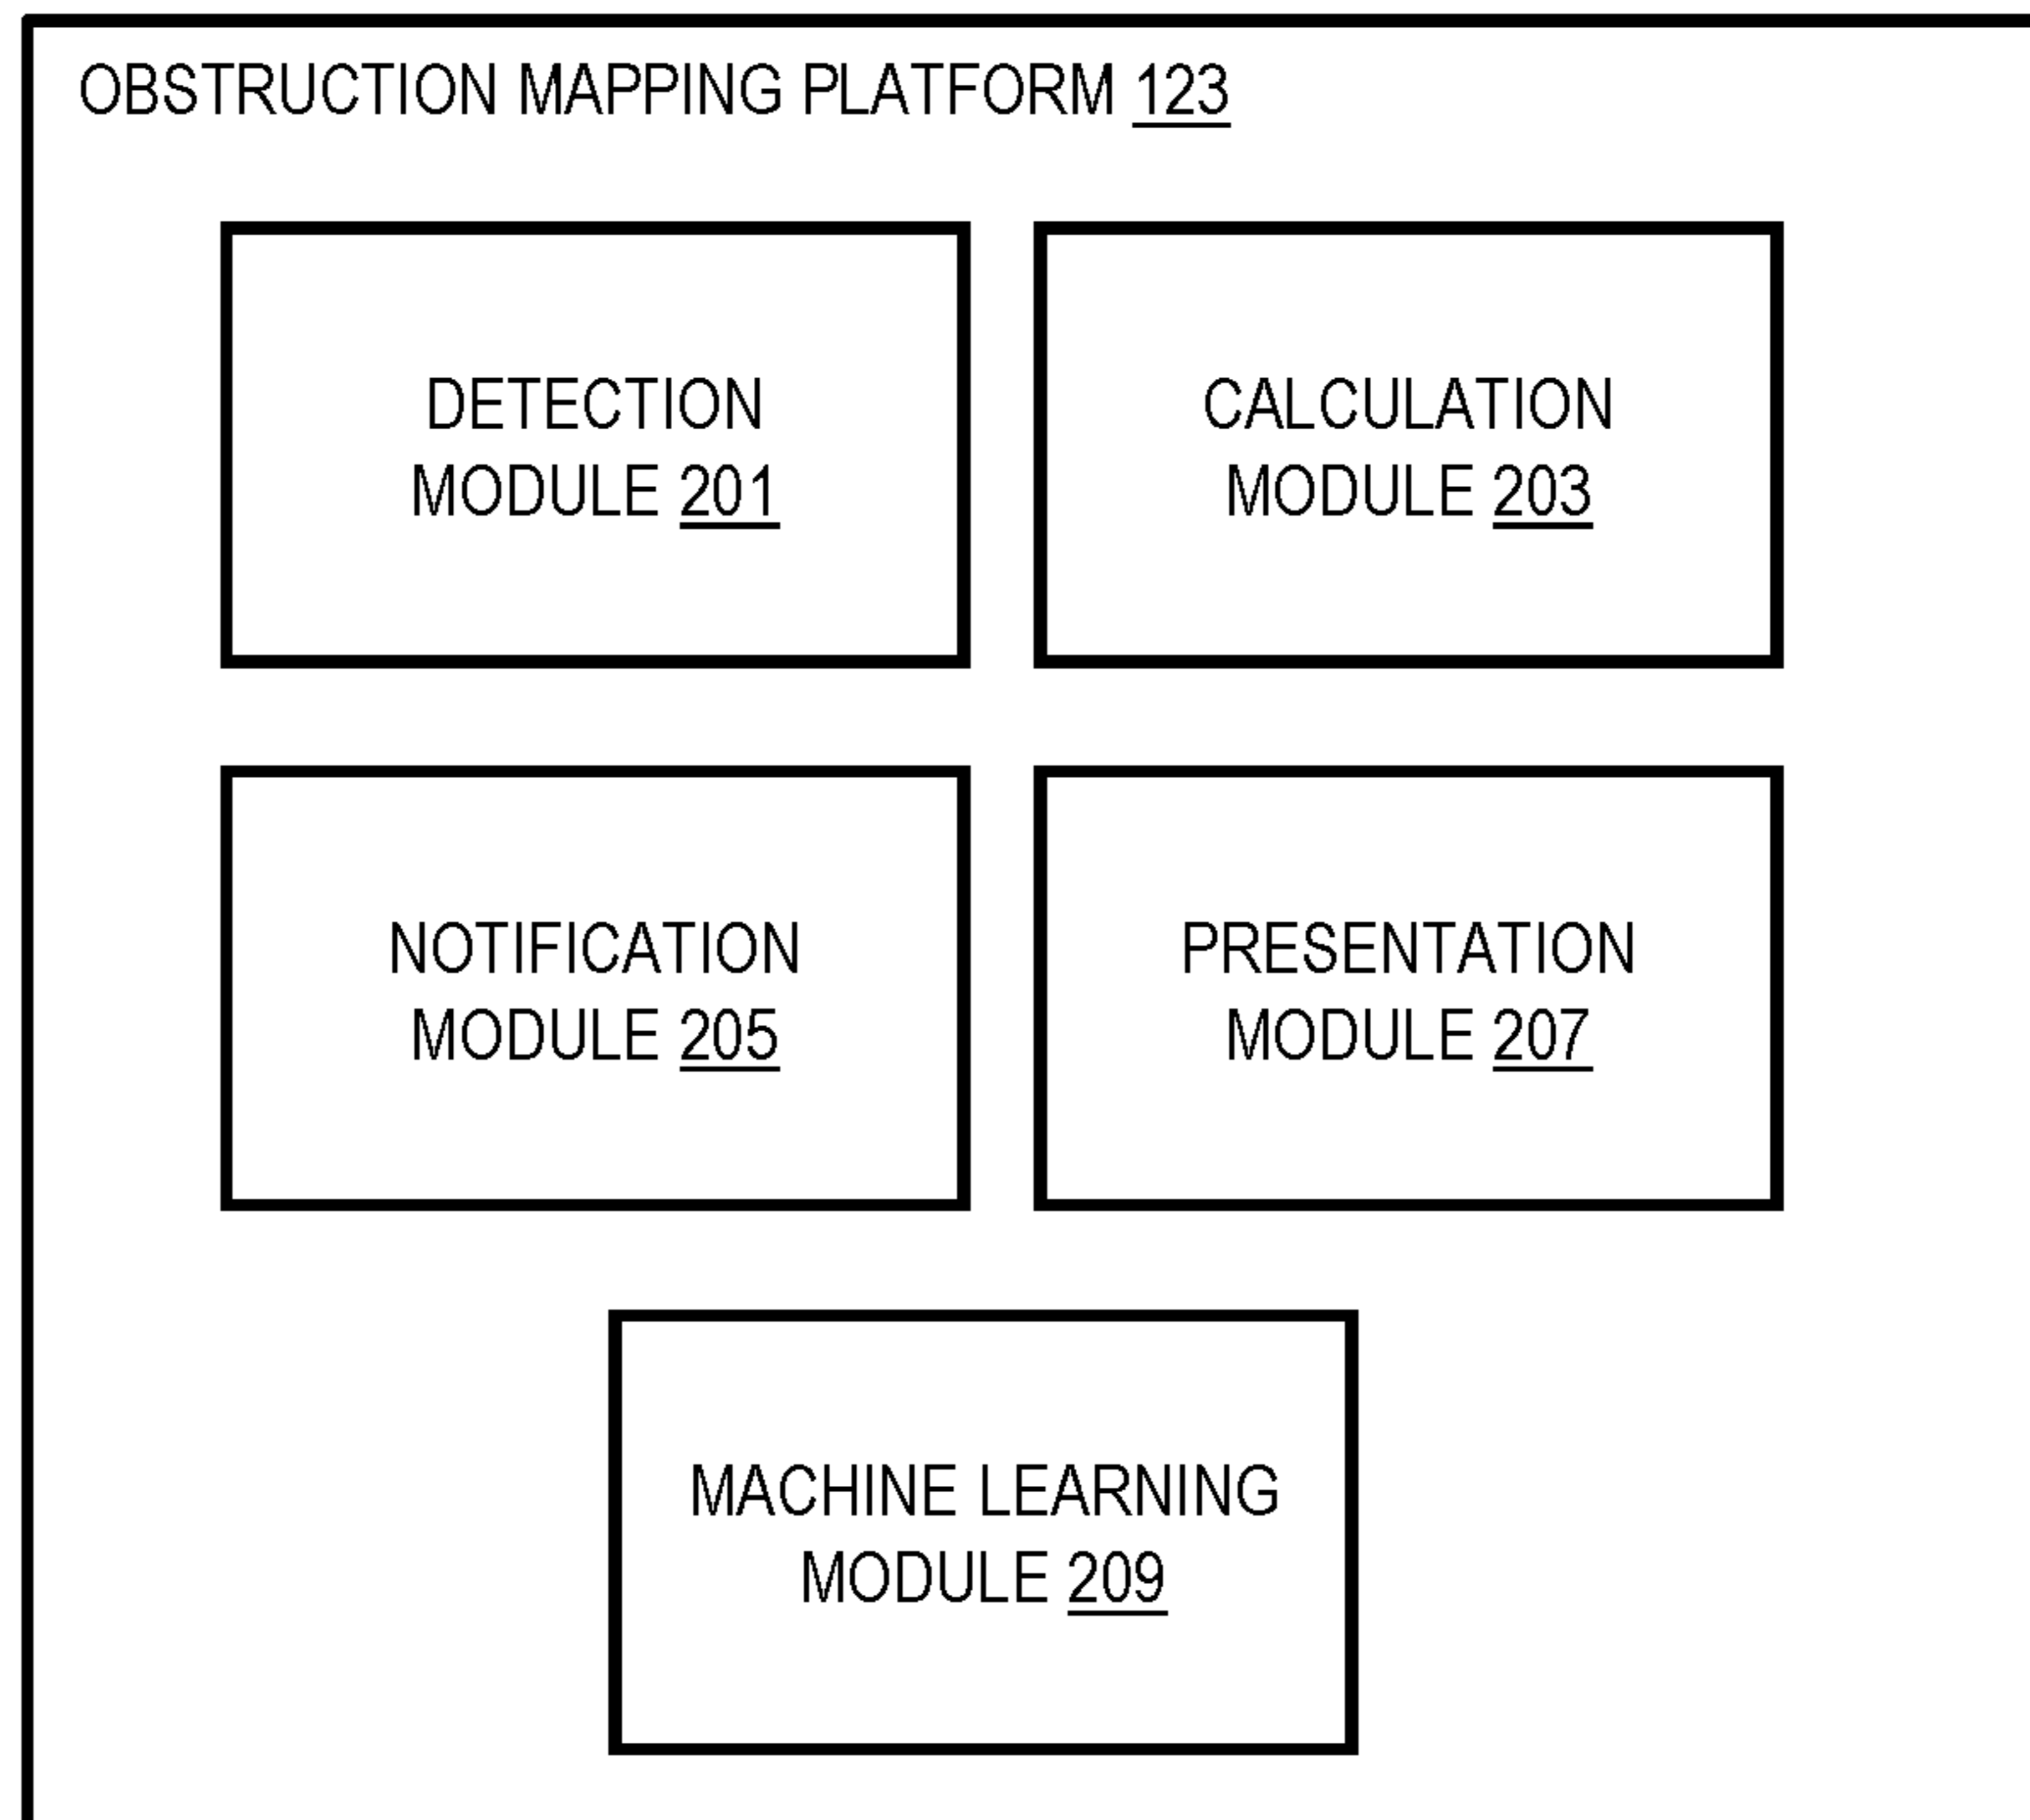 OBSTRUCTION MAPPING PLATFORM 123
DETECTION
MODULE 201
CALCULATION
MODULE 203
NOTIFICATION
MODULE 205
PRESENTATION
MODULE 207
MACHINE LEARNING
MODULE 209